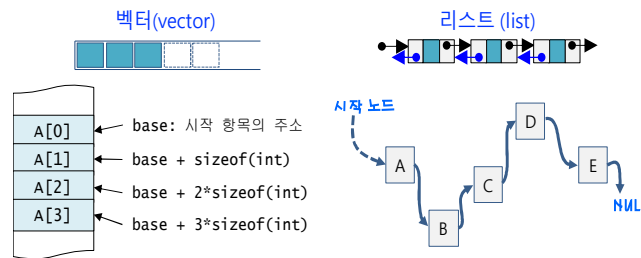 벡터(vector)
리스트 (list)
A[0]
base: 시작 항목의 주소
A[1]
base + sizeof(int)
A[2]
base + 2*sizeof(int)
A[3]
base + 3*sizeof(int)
시작 노드
A
B
C
D
E
NUL